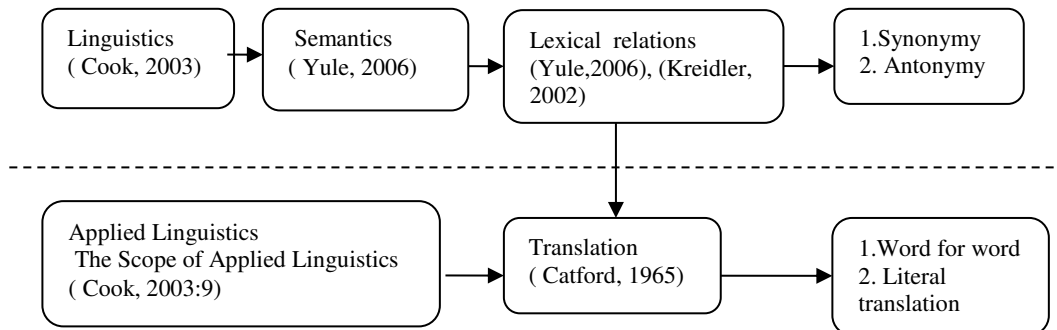 Linguistics
( Cook, 2003)
Semantics
( Yule, 2006)
Lexical relations
(Yule,2006), (Kreidler,
2002)
1.Synonymy
2. Antonymy
Applied Linguistics
The Scope of Applied Linguistics
( Cook, 2003:9)
Translation
( Catford, 1965)
1.Word for word
2. Literal
translation